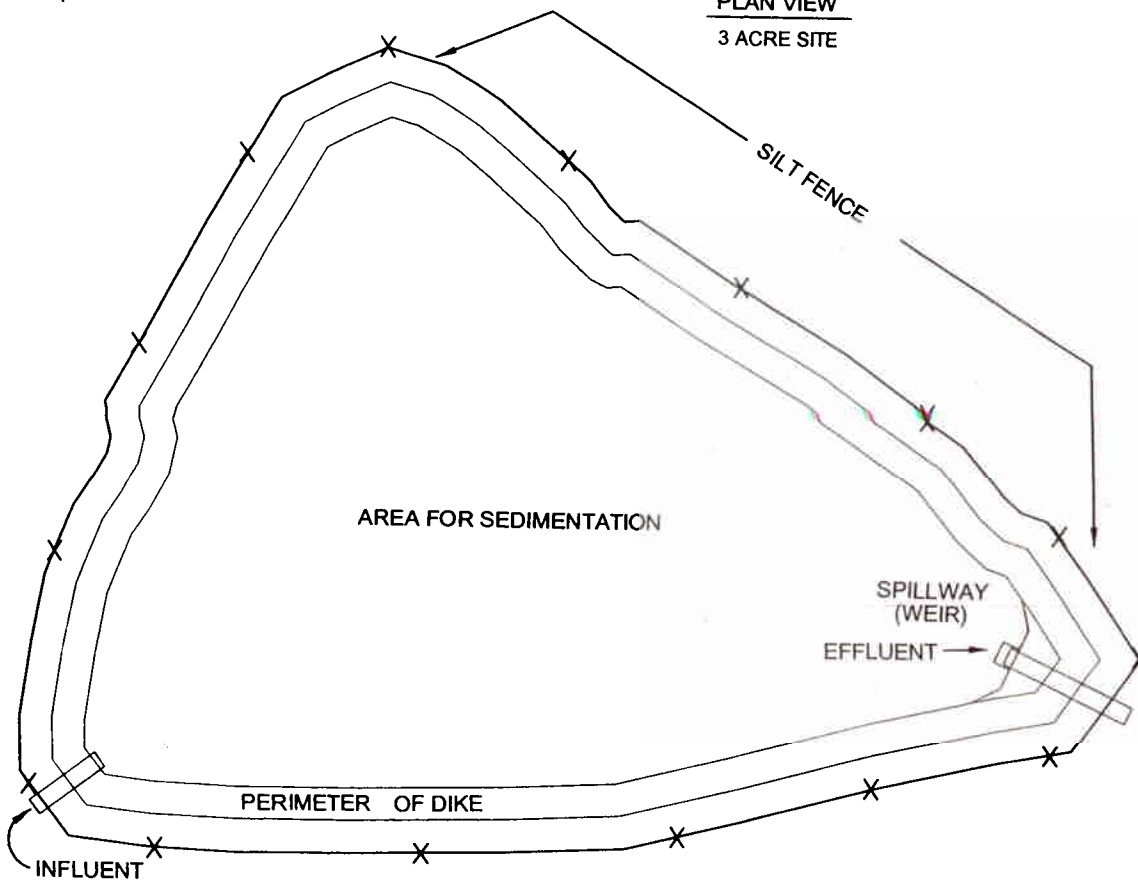 PLAN VIEW
3 ACRE SITE
SILT FENCE
AREA FOR SEDIMENTATION
SPILLWAY
(WEIR)
EFFLUENT
PERIMETER OF DIKE
INFLUENT